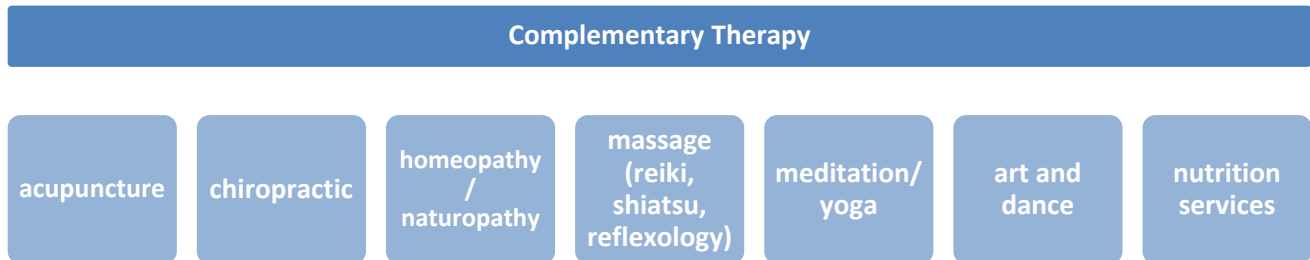 Complementary Therapy
acupuncture
chiropractic
homeopathy
/
naturopathy
massage
(reiki,
shiatsu,
reflexology)
meditation/
yoga
art and
dance
nutrition
services